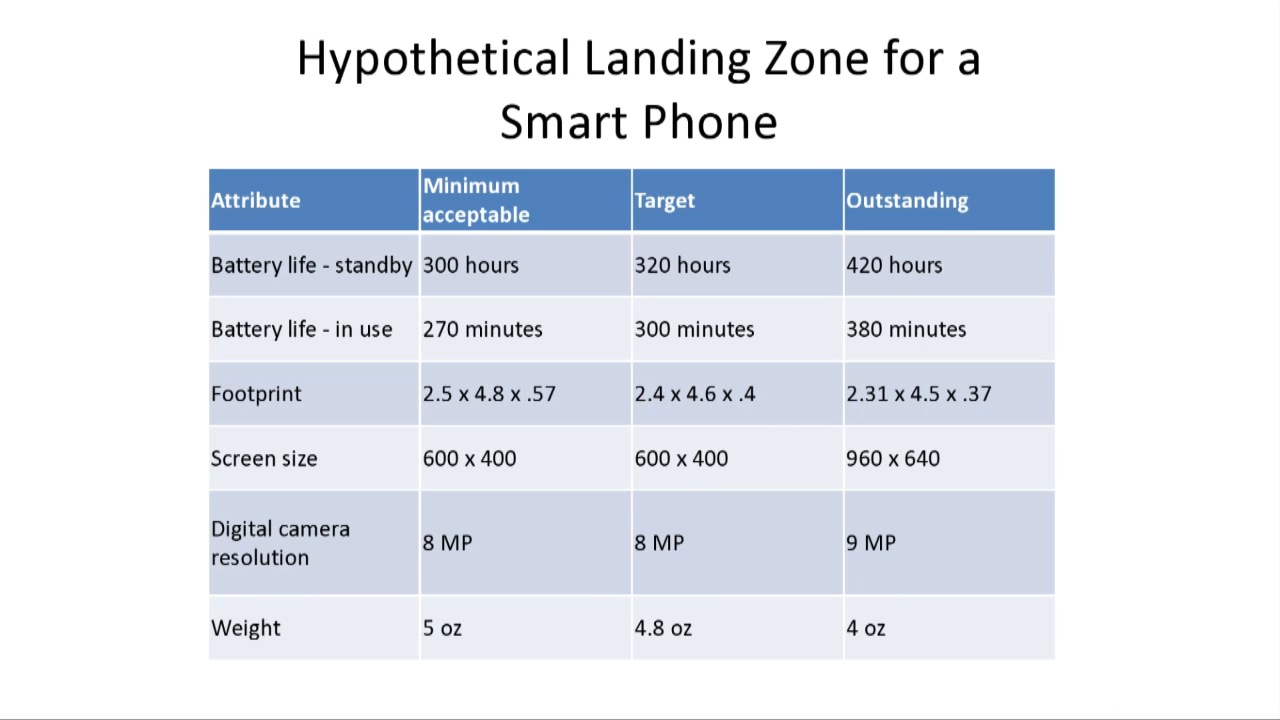 Hypothetical Landing Zone for a
Smart Phone
Attribute Minimum acceptable Target Outstanding
Battery life - standby 300 hours 320 hours 420 hours
Battery life - in use 270 minutes 300 minutes 380 minutes
Footprint 2.5 x 4.8 x .57 2.4 x 4.6 x .4 2.31 x 4.5 x .37
Screen size 600 x 400 600 x 400 960 x 640
Digital camera resolution 8 MP 8 MP 9 MP
Weight 5 oz 4.8 oz 4 oz